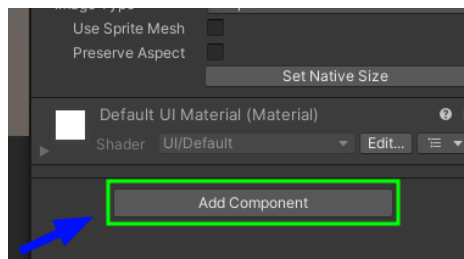 Use Sprite Mesh
Preserve Aspect
Set Native Size
Default UI Material (Material)
Shader UI/Default Edit...
Add Component